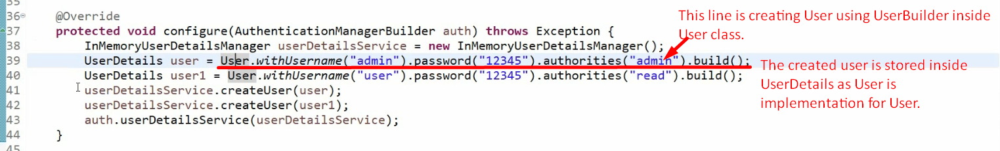 35
36 @Override
This line is creating User using UserBuilder inside
37 protected void configure(AuthenticationManagerBuilder auth) throws Exception {
User class.
38 InMemoryUserDetailsManager userDetailsService = new InMemoryUserDetailsManager();
39 UserDetails user = User.withUsername("admin").password("12345").authorities("admin").build();
The created user is stored inside
40 UserDetails user1 = User.withUsername("user").password("12345").authorities("read").build();
UserDetails as User is
41 userDetailsService.createUser(user);
implementation for User.
42 userDetailsService.createUser(user1);
43 auth.userDetailsService(userDetailsService);
44 }
45